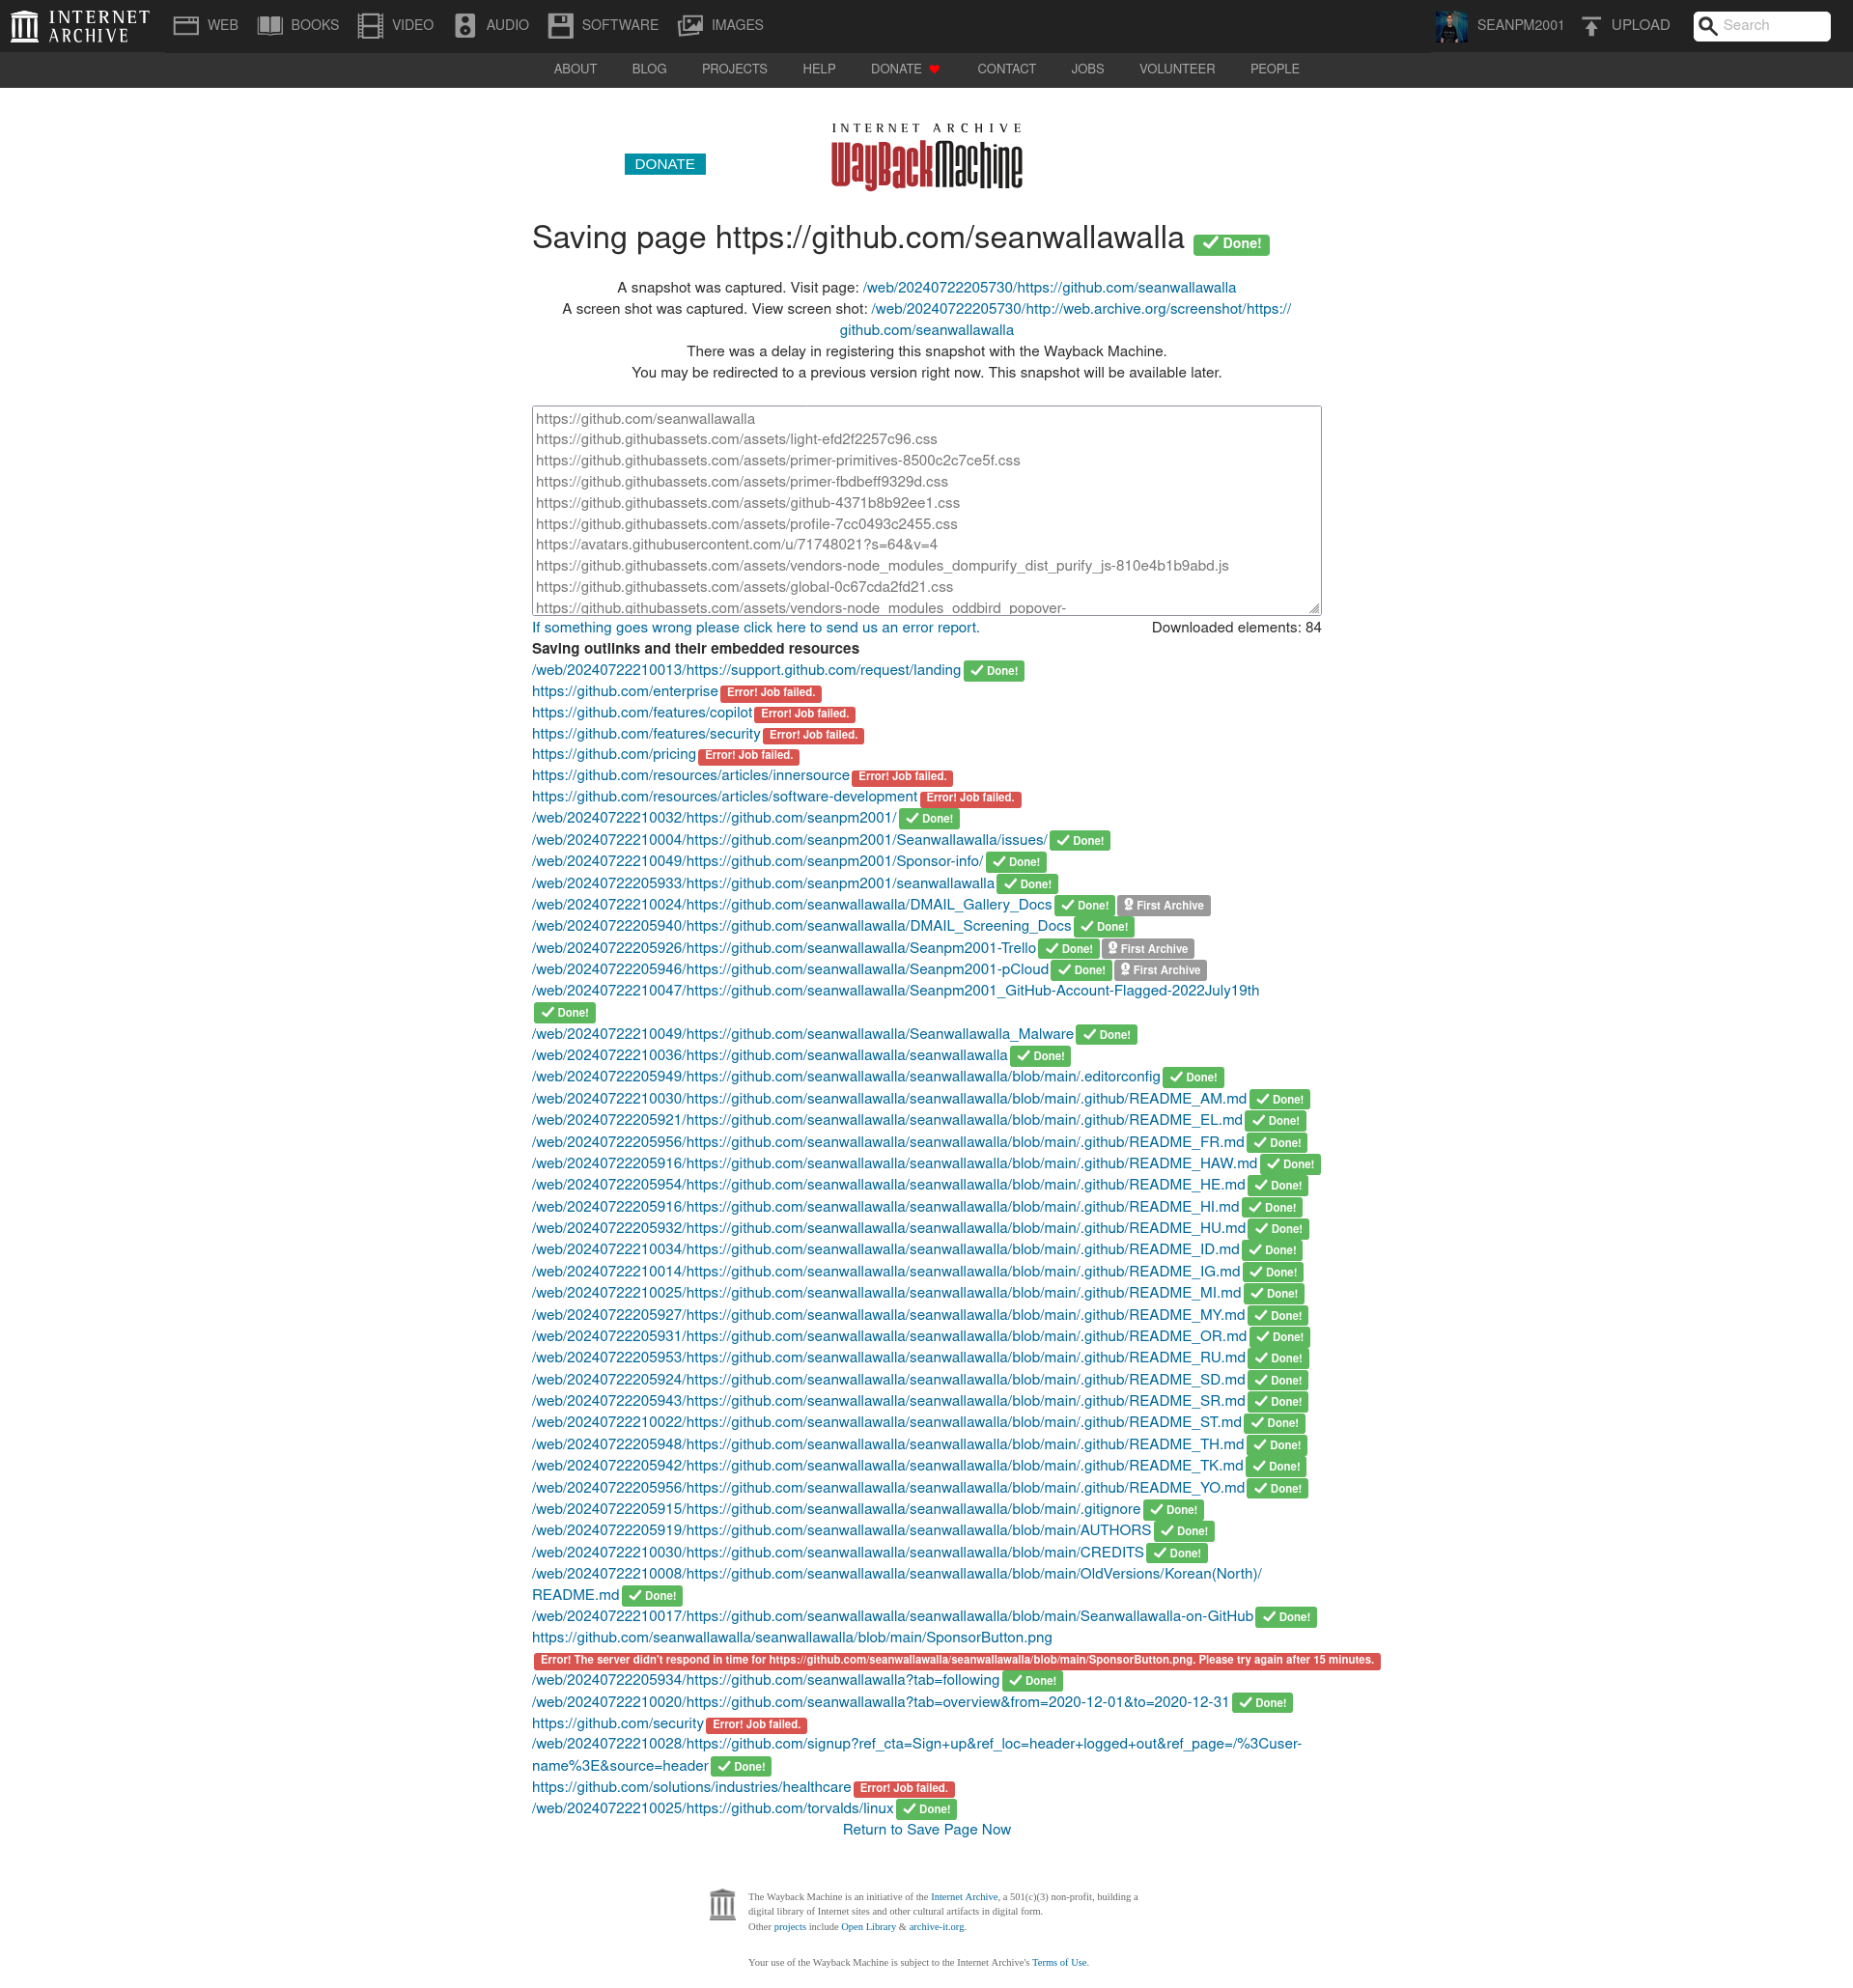 INTERNET ARCHIVE WEB BOOKS VIDEO AUDIO SOFTWARE IMAGES SEANPM2001 UPLOAD Search
ABOUT BLOG PROJECTS HELP DONATE CONTACT JOBS VOLUNTEER PEOPLE
INTERNET ARCHIVE
DONATE WayBackMachine
Saving page https://github.com/seanwallawalla Done!
A snapshot was captured. Visit page: /web/20240722205730/https://github.com/seanwallawalla
A screen shot was captured. View screen shot: /web/20240722205730/http://web.archive.org/screenshot/https://
github.com/seanwallawalla
There was a delay in registering this snapshot with the Wayback Machine.
You may be redirected to a previous version right now. This snapshot will be available later.
https://github.com/seanwallawalla
https://github.githubassets.com/assets/light-efd2f2257c96.css
https://github.githubassets.com/assets/primer-primitives-8500c2c7ce5f.css
https://github.githubassets.com/assets/primer-fbdbeff9329d.css
https://github.githubassets.com/assets/github-4371b8b92ee1.css
https://github.githubassets.com/assets/profile-7cc0493c2455.css
https://avatars.githubusercontent.com/u/71748021?s=64&v=4
https://github.githubassets.com/assets/vendors-node_modules_dompurify_dist_purify_js-810e4b1b9abd.js
https://github.githubassets.com/assets/global-0c67cda2fd21.css
https://github.githubassets.com/assets/vendors-node_modules_oddbird_popover-
If something goes wrong please click here to send us an error report. Downloaded elements: 84
Saving outlinks and their embedded resources
/web/20240722210013/https://support.github.com/request/landing Done!
https://github.com/enterprise Error! Job failed.
https://github.com/features/copilot Error! Job failed.
https://github.com/features/security Error! Job failed.
https://github.com/pricing Error! Job failed.
https://github.com/resources/articles/innersource Error! Job failed.
https://github.com/resources/articles/software-development Error! Job failed.
/web/20240722210032/https://github.com/seanpm2001/ Done!
/web/20240722210004/https://github.com/seanpm2001/Seanwallawalla/issues/ Done!
/web/20240722210049/https://github.com/seanpm2001/Sponsor-info/ Done!
/web/20240722205933/https://github.com/seanpm2001/seanwallawalla Done!
/web/20240722210024/https://github.com/seanwallawalla/DMAIL_Gallery_Docs Done! First Archive
/web/20240722205940/https://github.com/seanwallawalla/DMAIL_Screening_Docs Done!
/web/20240722205926/https://github.com/seanwallawalla/Seanpm2001-Trello Done! First Archive
/web/20240722205946/https://github.com/seanwallawalla/Seanpm2001-pCloud Done! First Archive
/web/20240722210047/https://github.com/seanwallawalla/Seanpm2001_GitHub-Account-Flagged-2022July19th
Done!
/web/20240722210049/https://github.com/seanwallawalla/Seanwallawalla_Malware Done!
/web/20240722210036/https://github.com/seanwallawalla/seanwallawalla Done!
/web/20240722205949/https://github.com/seanwallawalla/seanwallawalla/blob/main/.editorconfig Done!
/web/20240722210030/https://github.com/seanwallawalla/seanwallawalla/blob/main/.github/README_AM.md Done!
/web/20240722205921/https://github.com/seanwallawalla/seanwallawalla/blob/main/.github/README_EL.md Done!
/web/20240722205956/https://github.com/seanwallawalla/seanwallawalla/blob/main/.github/README_FR.md Done!
/web/20240722205916/https://github.com/seanwallawalla/seanwallawalla/blob/main/.github/README_HAW.md Done!
/web/20240722205954/https://github.com/seanwallawalla/seanwallawalla/blob/main/.github/README_HE.md Done!
/web/20240722205916/https://github.com/seanwallawalla/seanwallawalla/blob/main/.github/README_HI.md Done!
/web/20240722205932/https://github.com/seanwallawalla/seanwallawalla/blob/main/.github/README_HU.md Done!
/web/20240722210034/https://github.com/seanwallawalla/seanwallawalla/blob/main/.github/README_ID.md Done!
/web/20240722210014/https://github.com/seanwallawalla/seanwallawalla/blob/main/.github/README_IG.md Done!
/web/20240722210025/https://github.com/seanwallawalla/seanwallawalla/blob/main/.github/README_MI.md Done!
/web/20240722205927/https://github.com/seanwallawalla/seanwallawalla/blob/main/.github/README_MY.md Done!
/web/20240722205931/https://github.com/seanwallawalla/seanwallawalla/blob/main/.github/README_OR.md Done!
/web/20240722205953/https://github.com/seanwallawalla/seanwallawalla/blob/main/.github/README_RU.md Done!
/web/20240722205924/https://github.com/seanwallawalla/seanwallawalla/blob/main/.github/README_SD.md Done!
/web/20240722205943/https://github.com/seanwallawalla/seanwallawalla/blob/main/.github/README_SR.md Done!
/web/20240722210022/https://github.com/seanwallawalla/seanwallawalla/blob/main/.github/README_ST.md Done!
/web/20240722205948/https://github.com/seanwallawalla/seanwallawalla/blob/main/.github/README_TH.md Done!
/web/20240722205942/https://github.com/seanwallawalla/seanwallawalla/blob/main/.github/README_TK.md Done!
/web/20240722205956/https://github.com/seanwallawalla/seanwallawalla/blob/main/.github/README_YO.md Done!
/web/20240722205915/https://github.com/seanwallawalla/seanwallawalla/blob/main/.gitignore Done!
/web/20240722205919/https://github.com/seanwallawalla/seanwallawalla/blob/main/AUTHORS Done!
/web/20240722210030/https://github.com/seanwallawalla/seanwallawalla/blob/main/CREDITS Done!
/web/20240722210008/https://github.com/seanwallawalla/seanwallawalla/blob/main/OldVersions/Korean(North)/
README.md Done!
/web/20240722210017/https://github.com/seanwallawalla/seanwallawalla/blob/main/Seanwallawalla-on-GitHub Done!
https://github.com/seanwallawalla/seanwallawalla/blob/main/SponsorButton.png
Error! The server didn't respond in time for https://github.com/seanwallawalla/seanwallawalla/blob/main/SponsorButton.png. Please try again after 15 minutes.
/web/20240722205934/https://github.com/seanwallawalla?tab=following Done!
/web/20240722210020/https://github.com/seanwallawalla?tab=overview&from=2020-12-01&to=2020-12-31 Done!
https://github.com/security Error! Job failed.
/web/20240722210028/https://github.com/signup?ref_cta=Sign+up&ref_loc=header+logged+out&ref_page=/%3Cuser-
name%3E&source=header Done!
https://github.com/solutions/industries/healthcare Error! Job failed.
/web/20240722210025/https://github.com/torvalds/linux Done!
Return to Save Page Now
The Wayback Machine is an initiative of the Internet Archive, a 501(c)(3) non-profit, building a
digital library of Internet sites and other cultural artifacts in digital form.
Other projects include Open Library & archive-it.org.
Your use of the Wayback Machine is subject to the Internet Archive's Terms of Use.